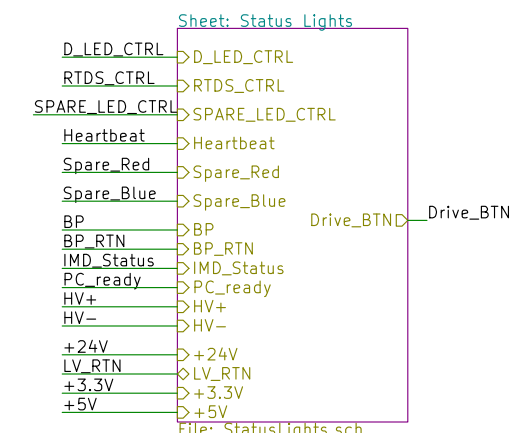 Sheet: Status Lights
D_LED_CTRL D_LED_CTRL
RTDS_CTRL RTDS_CTRL
SPARE_LED_CTRL SPARE_LED_CTRL
Heartbeat Heartbeat
Spare_Red Spare_Red
Spare_Blue Spare_Blue
Drive_BTN Drive_BTN
BP BP
BP_RTN BP_RTN
IMD_Status IMD_Status
PC_ready PC_ready
HV+ HV+
HV- HV-
+24V +24V
LV_RTN LV_RTN
+3.3V +3.3V
+5V +5V
File: StatusLights.sch